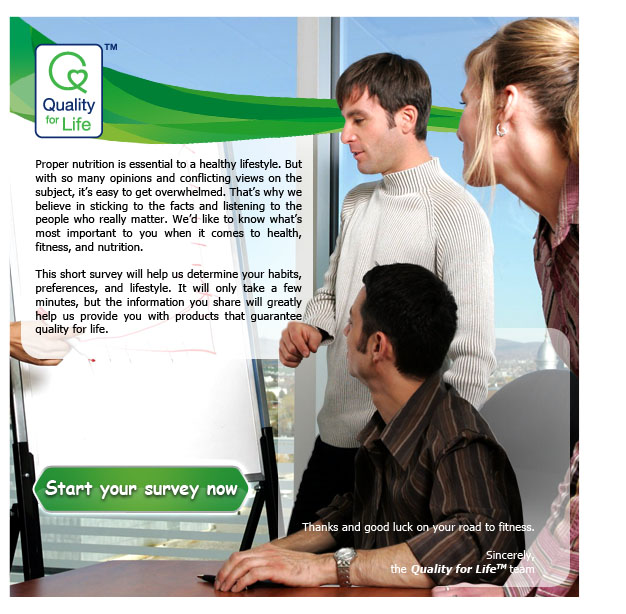 Quality
for Life
TM
Proper nutrition is essential to a healthy lifestyle. But
with so many opinions and conflicting views on the
subject, it's easy to get overwhelmed. That's why we
believe in sticking to the facts and listening to the
people who really matter. We'd like to know what's
most important to you when it comes to health,
fitness, and nutrition.
This short survey will help us determine your habits,
preferences, and lifestyle. It will only take a few
minutes, but the information you share will greatly
help us provide you with products that guarantee
quality for life.
Start your survey now
Thanks and good luck on your road to fitness.
Sincerely,
the Quality for Life™ team